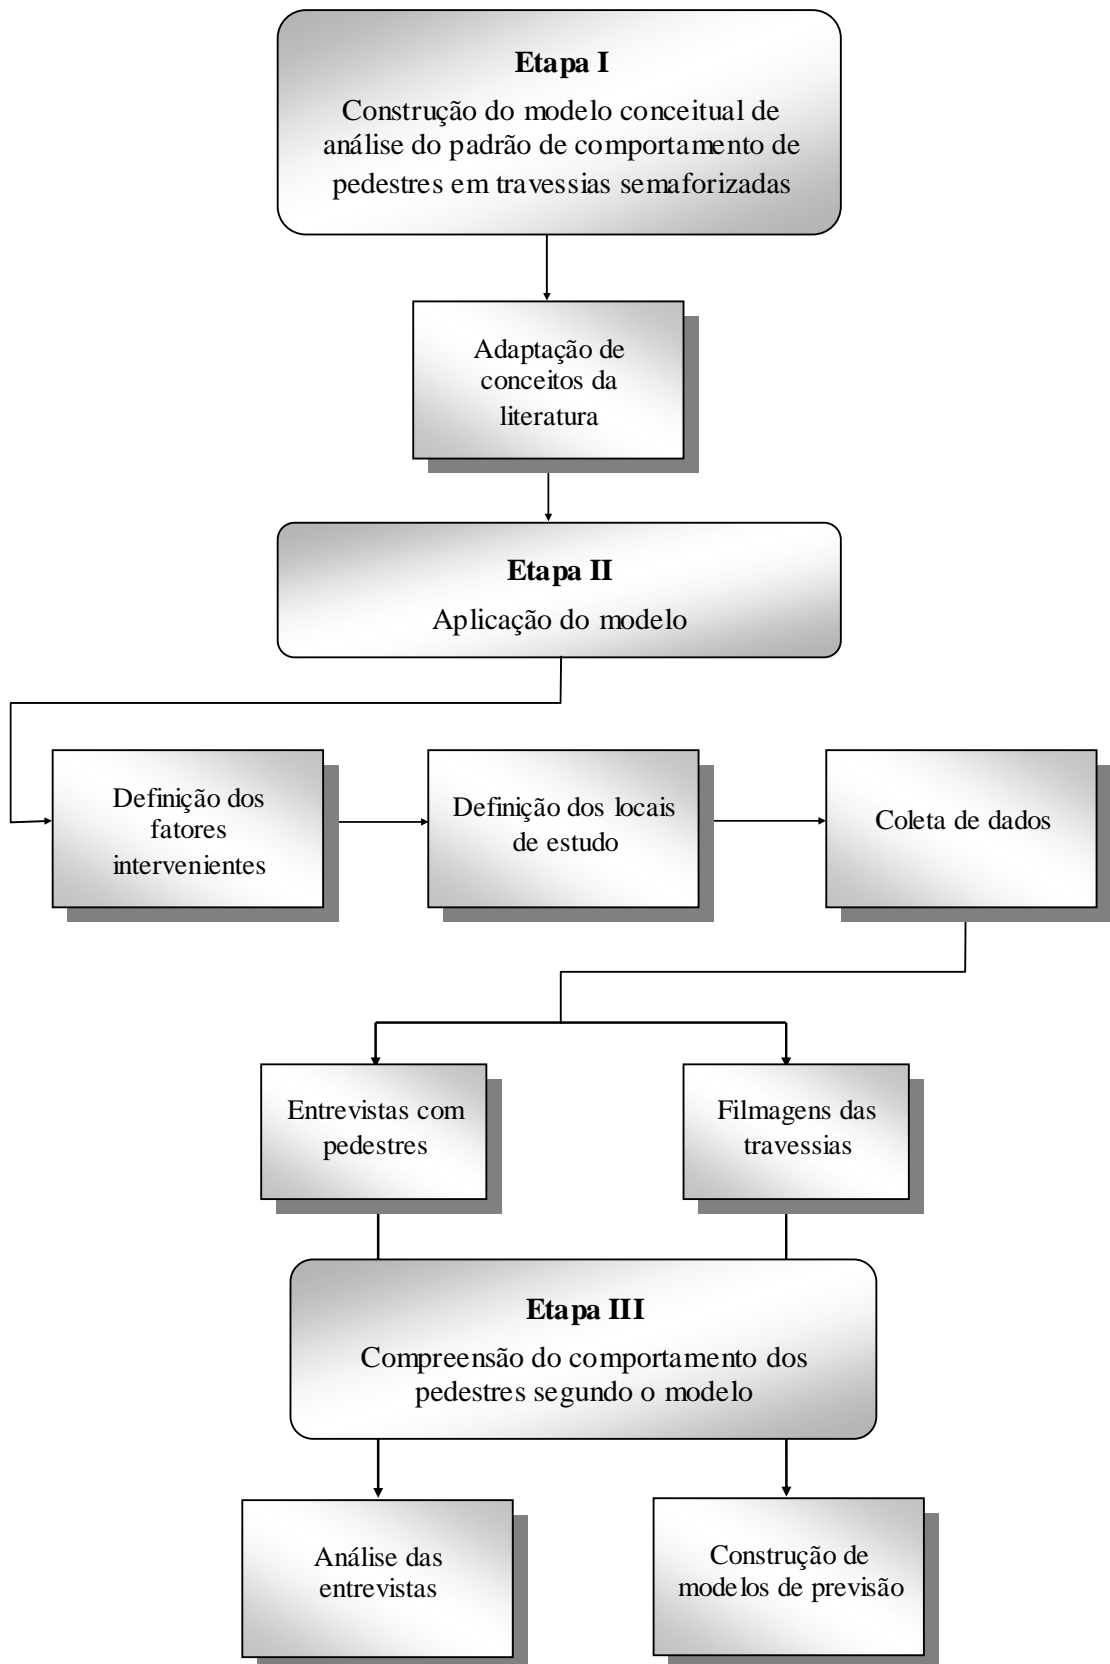 Etapa I
Construção do modelo conceitual de
análise do padrão de comportamento de
pedestres em travessias semaforizadas
Adaptação de
conceitos da
literatura
Etapa II
Aplicação do modelo
Definição dos
fatores
intervenientes
Definição dos locais
de estudo
Coleta de dados
Entrevistas com
pedestres
Filmagens das
travessias
Etapa III
Compreensão do comportamento dos
pedestres segundo o modelo
Análise das
entrevistas
Construção de
modelos de previsão